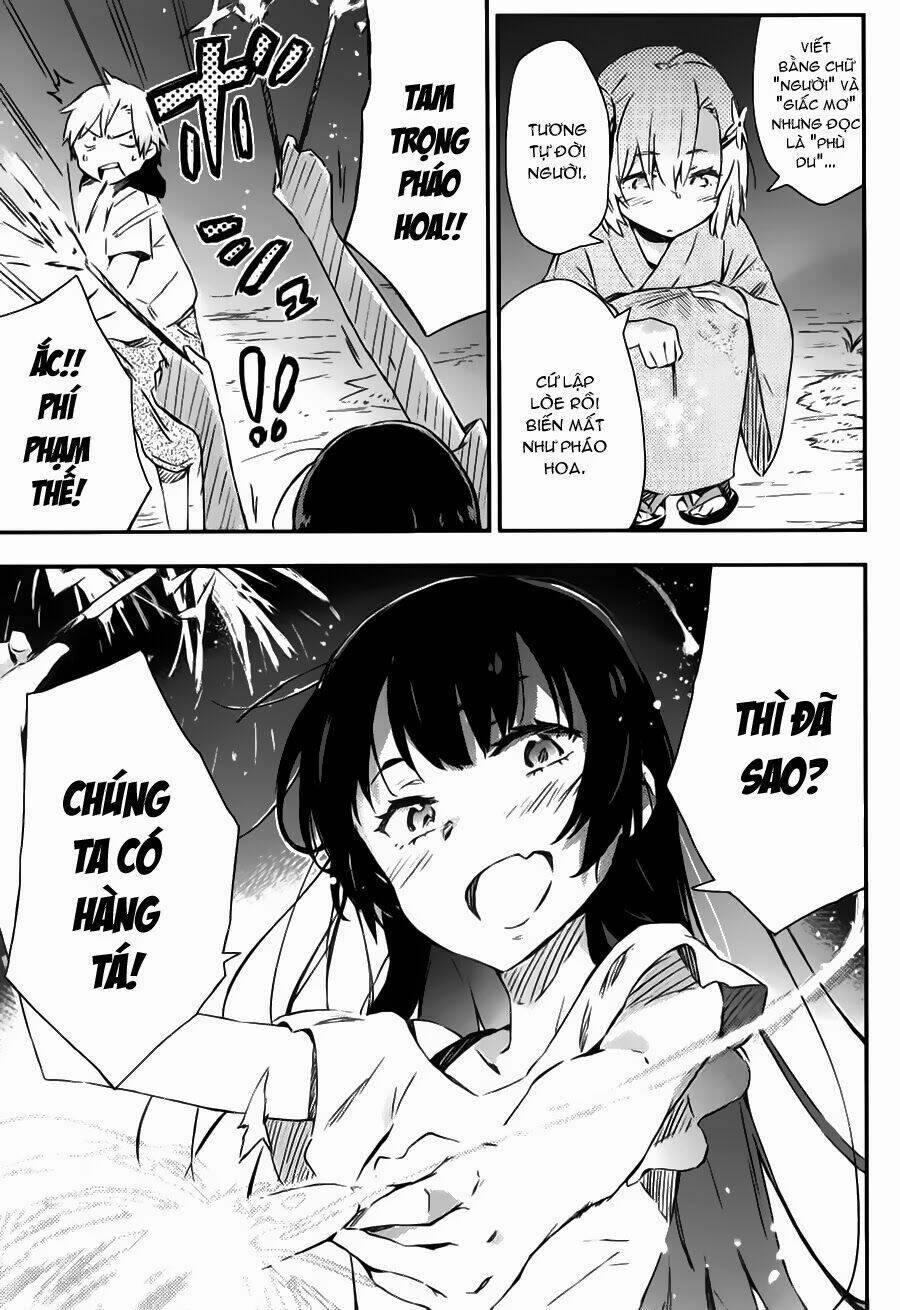 VIẾT
BẰNG CHỮ
"NGƯỜI" VÀ
"GIẤC MƠ"
NHƯNG ĐỌC
LÀ "PHÙ
DU"...
TƯƠNG
TỰ ĐỜI
NGƯỜI.
CỨ LẬP
LÒE RỒI
BIẾN MẤT
NHƯ PHÁO
HOA.
TAM
TRỌNG
PHÁO
HOA!!
ẮC!!
PHÍ
PHẠM
THẾ!
THÌ ĐÃ
SAO?
CHÚNG
TA CÓ
HÀNG
TÁ!